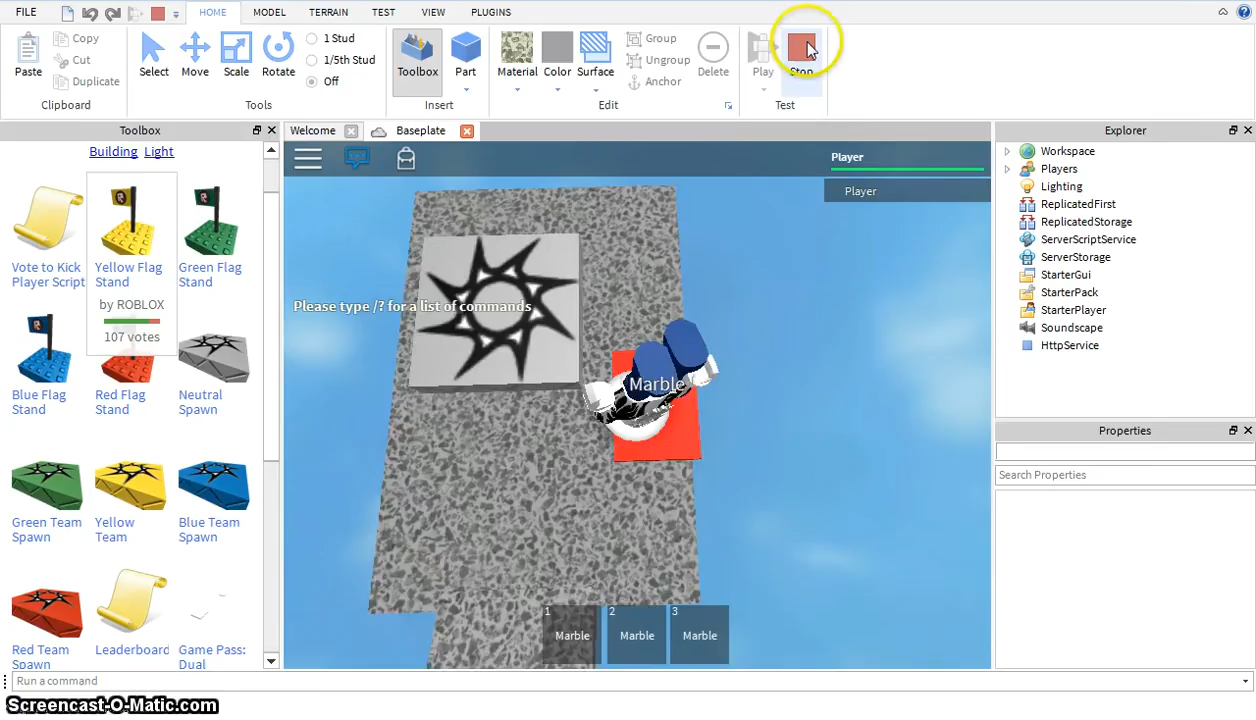 FILE HOME MODEL TERRAIN TEST VIEW PLUGINS
Paste Copy Cut Duplicate
Select Move Scale Rotate
1 Stud
1/5th Stud
Off
Toolbox Part
Material Color Surface
Group
Ungroup
Anchor
Delete
Play Stop
Clipboard Tools Insert Edit Test
Toolbox
Building Light
Vote to Kick
Player Script
Yellow Flag
Stand
by ROBLOX
107 votes
Green Flag
Stand
Blue Flag
Stand
Red Flag
Stand
Neutral
Spawn
Green Team
Spawn
Yellow
Team
Blue Team
Spawn
Red Team
Spawn
Leaderboard
Game Pass:
Dual
Welcome Baseplate
Player
Player
Please type /? for a list of commands
Marble
1 Marble
2 Marble
3 Marble
Explorer
Workspace
Players
Lighting
ReplicatedFirst
ReplicatedStorage
ServerScriptService
ServerStorage
StarterGui
StarterPack
StarterPlayer
Soundscape
HttpService
Properties
Search Properties
Run a command
Screencast-O-Matic.com